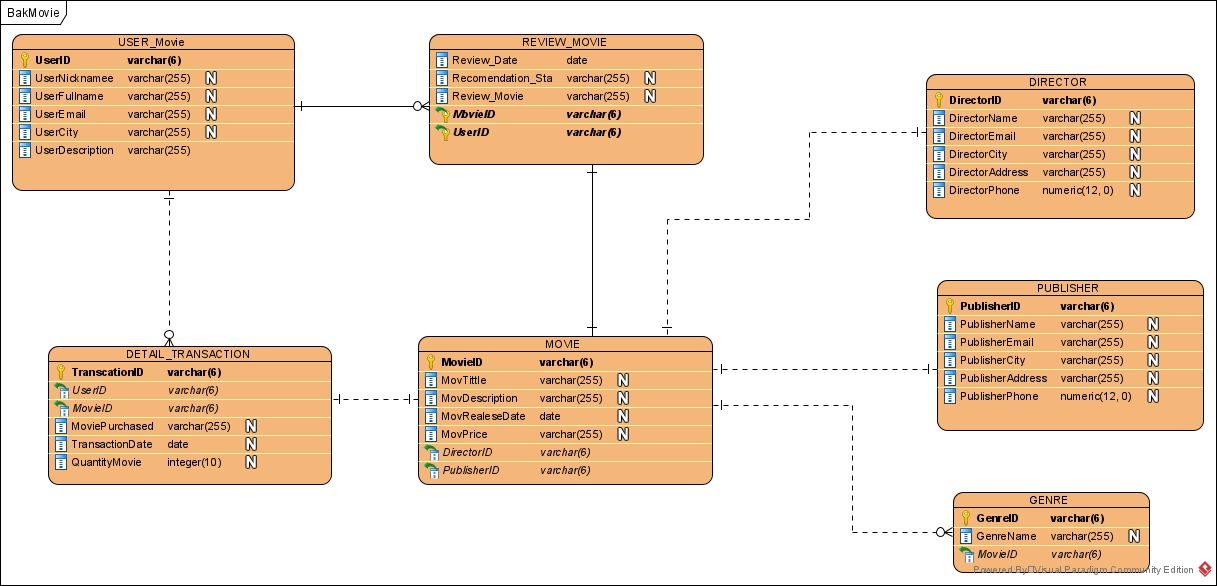 BakMovie
USER_Movie
UserID varchar(6)
UserNicknamee varchar(255) N
UserFullname varchar(255) N
UserEmail varchar(255) N
UserCity varchar(255) N
UserDescription varchar(255)
REVIEW_MOVIE
Review_Date date
Recomendation_Sta varchar(255) N
Review_Movie varchar(255) N
MovieID varchar(6)
UserID varchar(6)
DIRECTOR
DirectorID varchar(6)
DirectorName varchar(255) N
DirectorEmail varchar(255) N
DirectorCity varchar(255) N
DirectorAddress varchar(255) N
DirectorPhone numeric(12, 0) N
DETAIL_TRANSACTION
TranscationID varchar(6)
UserID varchar(6)
MovieID varchar(6)
MoviePurchased varchar(255) N
TransactionDate date N
QuantityMovie integer(10) N
MOVIE
MovieID varchar(6)
MovTittle varchar(255) N
MovDescription varchar(255) N
MovRealeseDate date N
MovPrice varchar(255) N
DirectorID varchar(6)
PublisherID varchar(6)
PUBLISHER
PublisherID varchar(6)
PublisherName varchar(255) N
PublisherEmail varchar(255) N
PublisherCity varchar(255) N
PublisherAddress varchar(255) N
PublisherPhone numeric(12, 0) N
GENRE
GenreID varchar(6)
GenreName varchar(255) N
MovieID varchar(6)
Powered By Visual Paradigm Community Edition